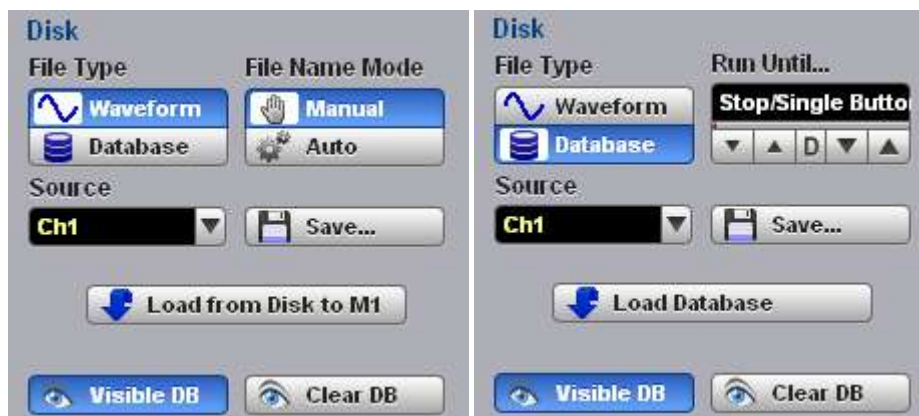 Disk
File Type
File Name Mode
Waveform
Manual
Database
Auto
Source
Ch1
Save...
Load from Disk to M1
Visible DB
Clear DB
Disk
File Type
Run Until...
Waveform
Stop/Single Butto
Database
D
Source
Ch1
Save...
Load Database
Visible DB
Clear DB